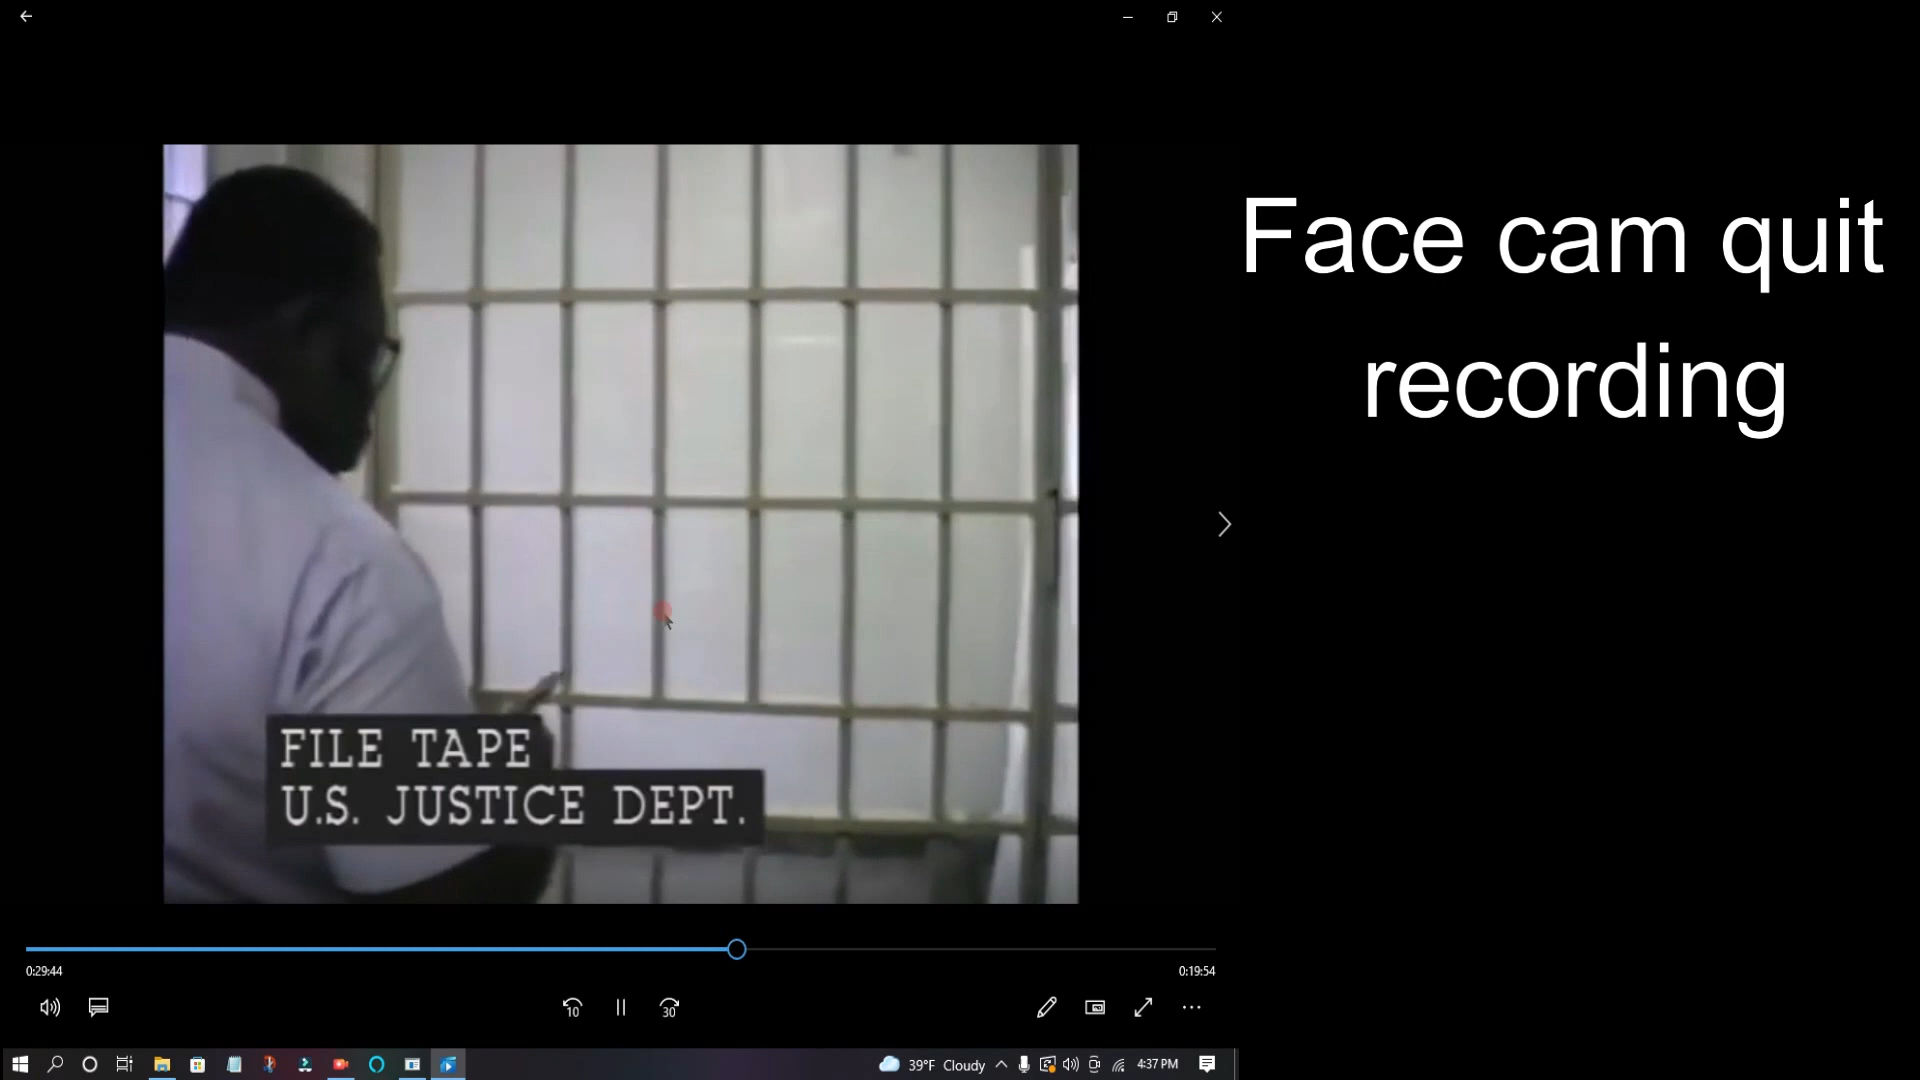 Face cam quit
recording
FILE TAPE
U.S. JUSTICE DEPT.
0:29:44
0:19:54
10
30
39°F Cloudy
4:37 PM